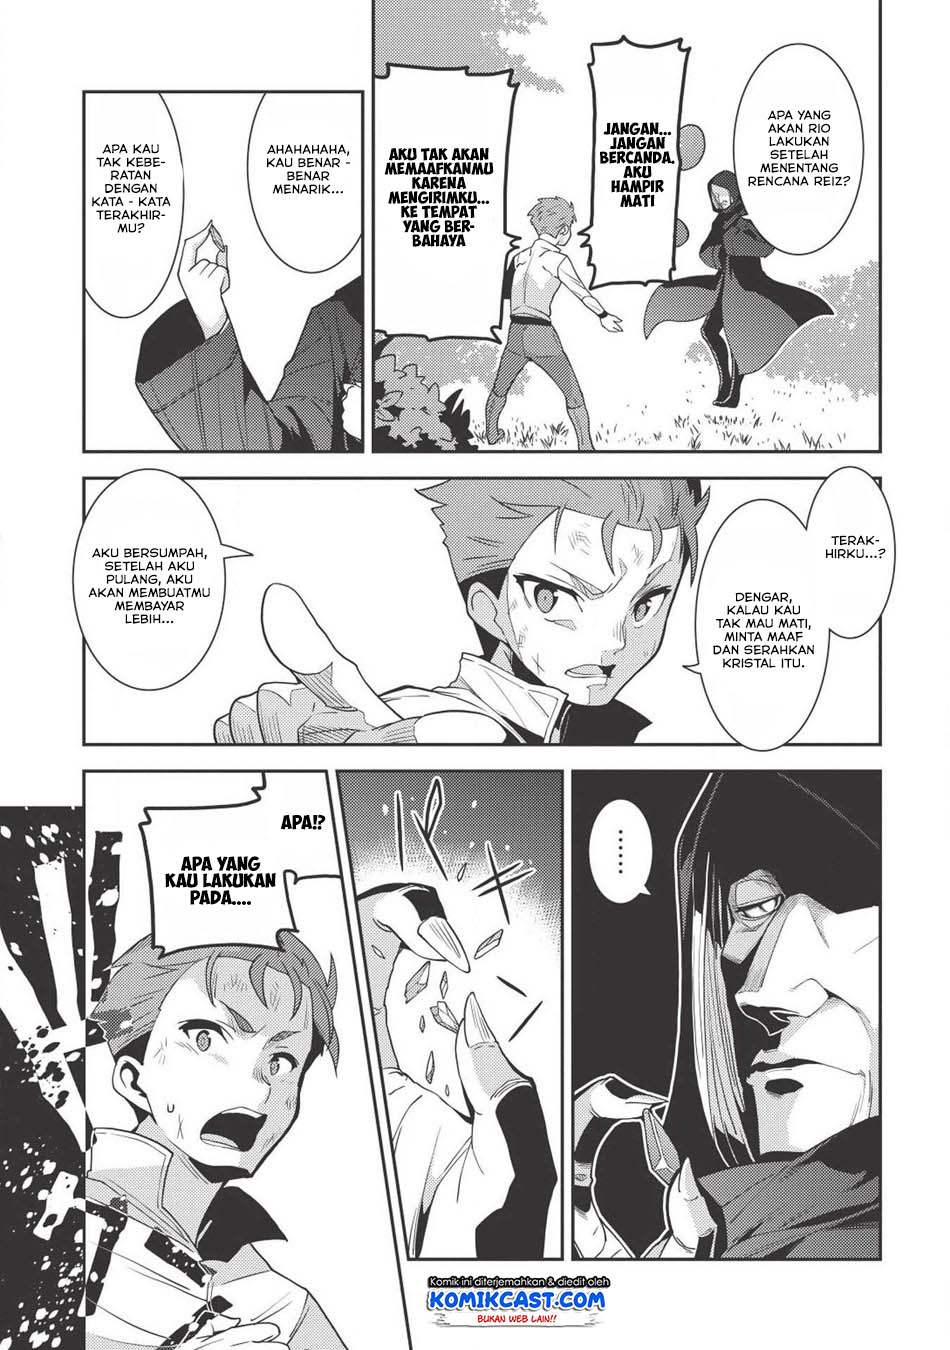 APA YANG
AKAN RIO
LAKUKAN
SETELAH
MENENTANG
RENCANA REIZ?
JANGAN...
JANGAN
BERCANDA.
AKU
HAMPIR
MATI
AKU TAK AKAN
MEMAAFKANMU
KARENA
MENGIRIMKU...
KE TEMPAT
YANG BER-
BAHAYA
AHAHAHAHA,
KAU BENAR -
BENAR
MENARIK...
APA KAU
TAK KEBE-
RATAN
DENGAN
KATA - KATA
TERAKHIR-
MU?
TERAK-
HIRKU...?
DENGAR,
KALAU KAU
TAK MAU MATI,
MINTA MAAF
DAN SERAHKAN
KRISTAL ITU.
AKU BERSUMPAH,
SETELAH AKU
PULANG, AKU
AKAN MEMBUATMU
MEMBAYAR
LEBIH...
......
APA!?
APA YANG
KAU LAKUKAN
PADA....
Komik ini diterjemahkan & diedit oleh
KOMIKCAST.COM
BUKAN WEB LAIN!!